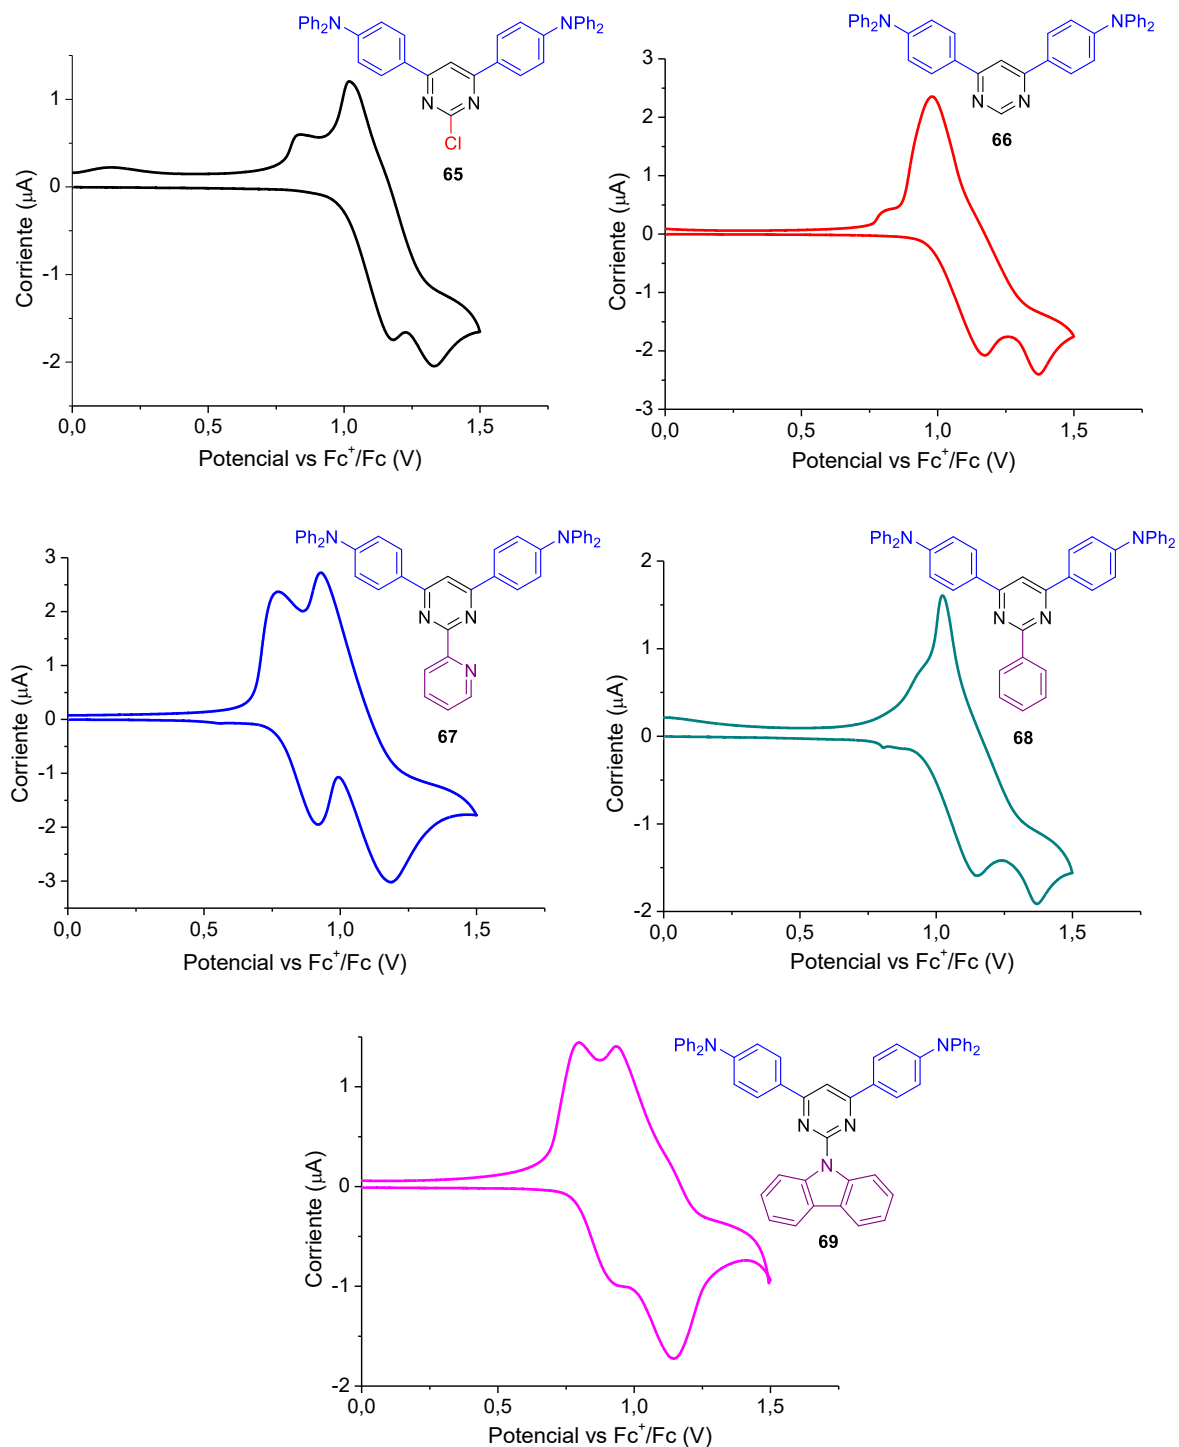 Ph2N NPh2
N N
Cl
65
1
0
-1
-2
Corriente (μA)
0,0 0,5 1,0 1,5
Potencial vs Fc+/Fc (V)
Ph2N NPh2
N N
66
3
2
1
0
-1
-2
-3
Corriente (μA)
0,0 0,5 1,0 1,5
Potencial vs Fc+/Fc (V)
Ph2N NPh2
N N
N
67
3
2
1
0
-1
-2
-3
Corriente (μA)
0,0 0,5 1,0 1,5
Potencial vs Fc+/Fc (V)
Ph2N NPh2
N N
68
2
1
0
-1
-2
Corriente (μA)
0,0 0,5 1,0 1,5
Potencial vs Fc+/Fc (V)
Ph2N NPh2
N N
N
69
1
0
-1
-2
Corriente (μA)
0,0 0,5 1,0 1,5
Potencial vs Fc+/Fc (V)